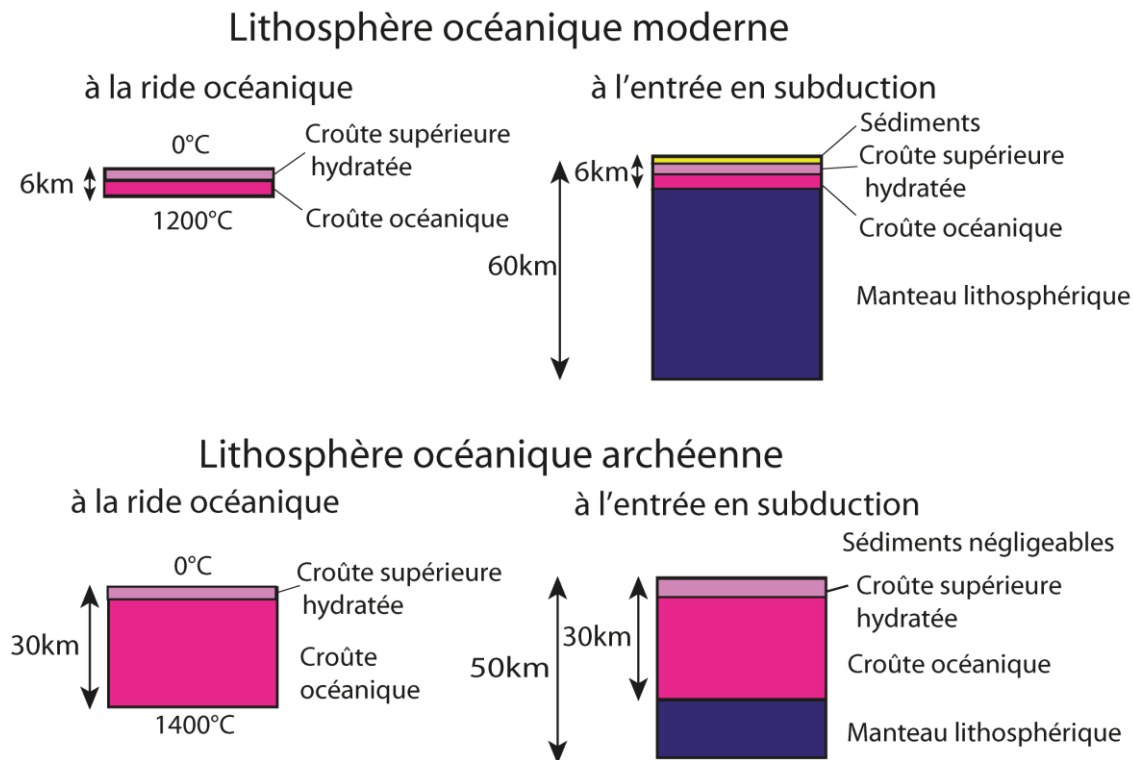 Lithosphère océanique moderne
à la ride océanique
0°C
6km
1200°C
Croûte supérieure
hydratée
Croûte océanique
à l'entrée en subduction
6km
60km
Sédiments
Croûte supérieure
hydratée
Croûte océanique
Manteau lithosphérique
Lithosphère océanique archéenne
à la ride océanique
0°C
30km
1400°C
Croûte supérieure
hydratée
Croûte
océanique
à l'entrée en subduction
50km
30km
Sédiments négligeables
Croûte supérieure
hydratée
Croûte océanique
Manteau lithosphérique